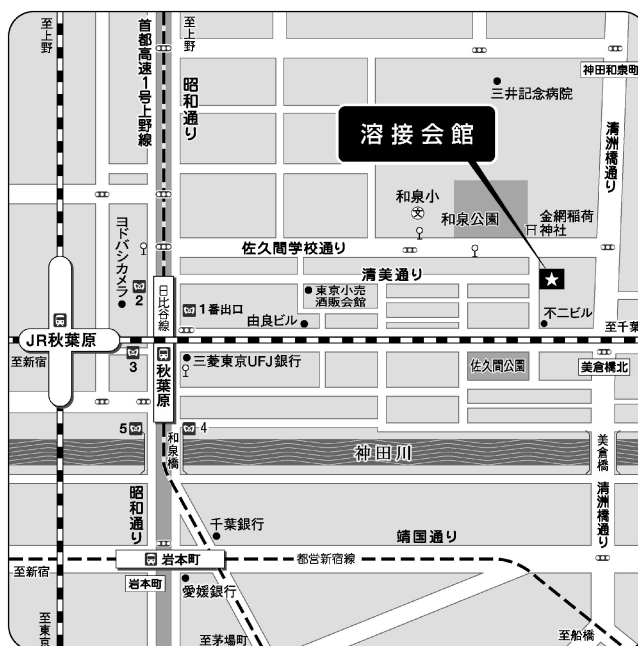 至上野
首都高速1号上野線
至上野
昭和通り
三井記念病院
神田和泉町
清洲橋通り
溶接会館
和泉小
文
和泉公園
金網稲荷
神社
佐久間学校通り
清美通り
ヨドバシカメラ
2
日比谷線
1番出口
東京小売
酒販会館
由良ビル
不二ビル
至千葉
JR秋葉原
至新宿
3
秋葉原
三菱東京UFJ銀行
佐久間公園
美倉橋北
5
4
和泉橋
神田川
美倉橋
昭和通り
清洲橋通り
千葉銀行
靖国通り
岩本町
都営新宿線
至新宿
岩本町
愛媛銀行
至東京
至茅場町
至船橋